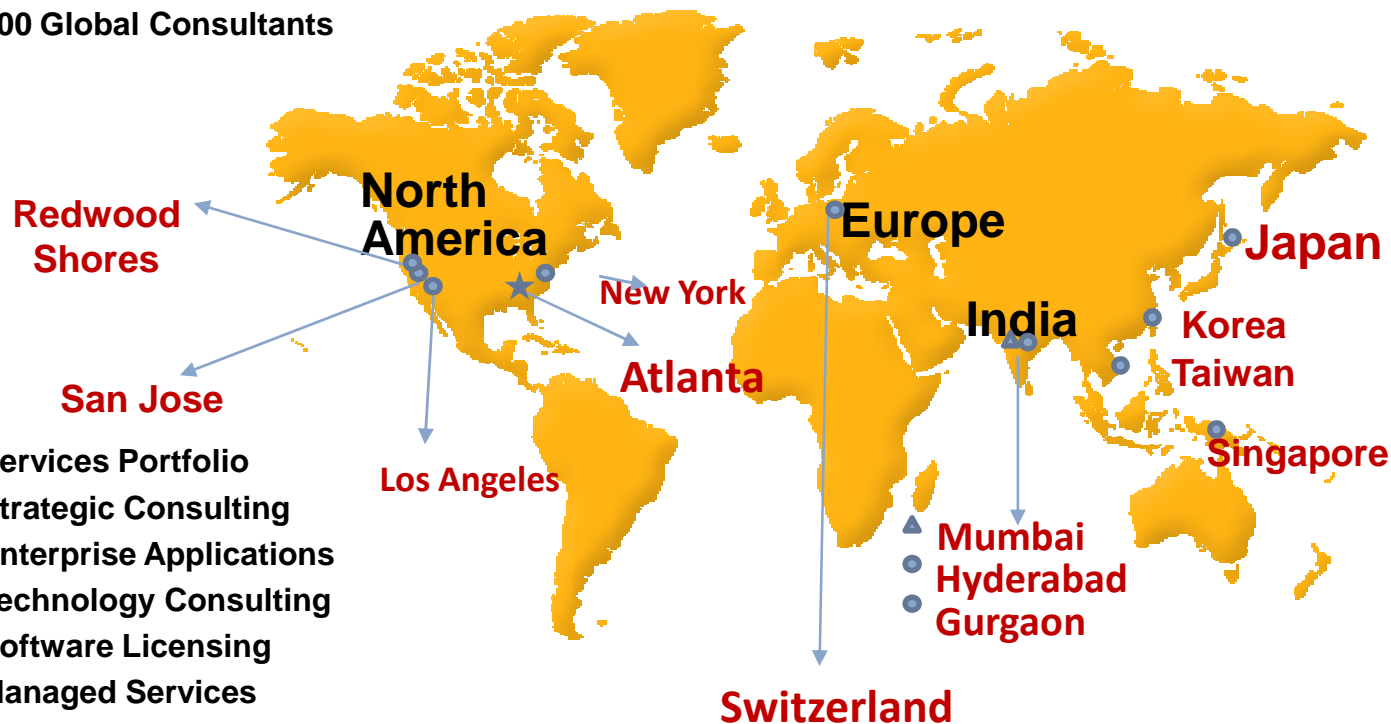 00 Global Consultants
North
America
Redwood
Shores
Europe
Japan
New York
India
Korea
Atlanta
Taiwan
San Jose
Singapore
ervices Portfolio
Los Angeles
trategic Consulting
Mumbai
nterprise Applications
Hyderabad
echnology Consulting
Gurgaon
oftware Licensing
anaged Services
Switzerland